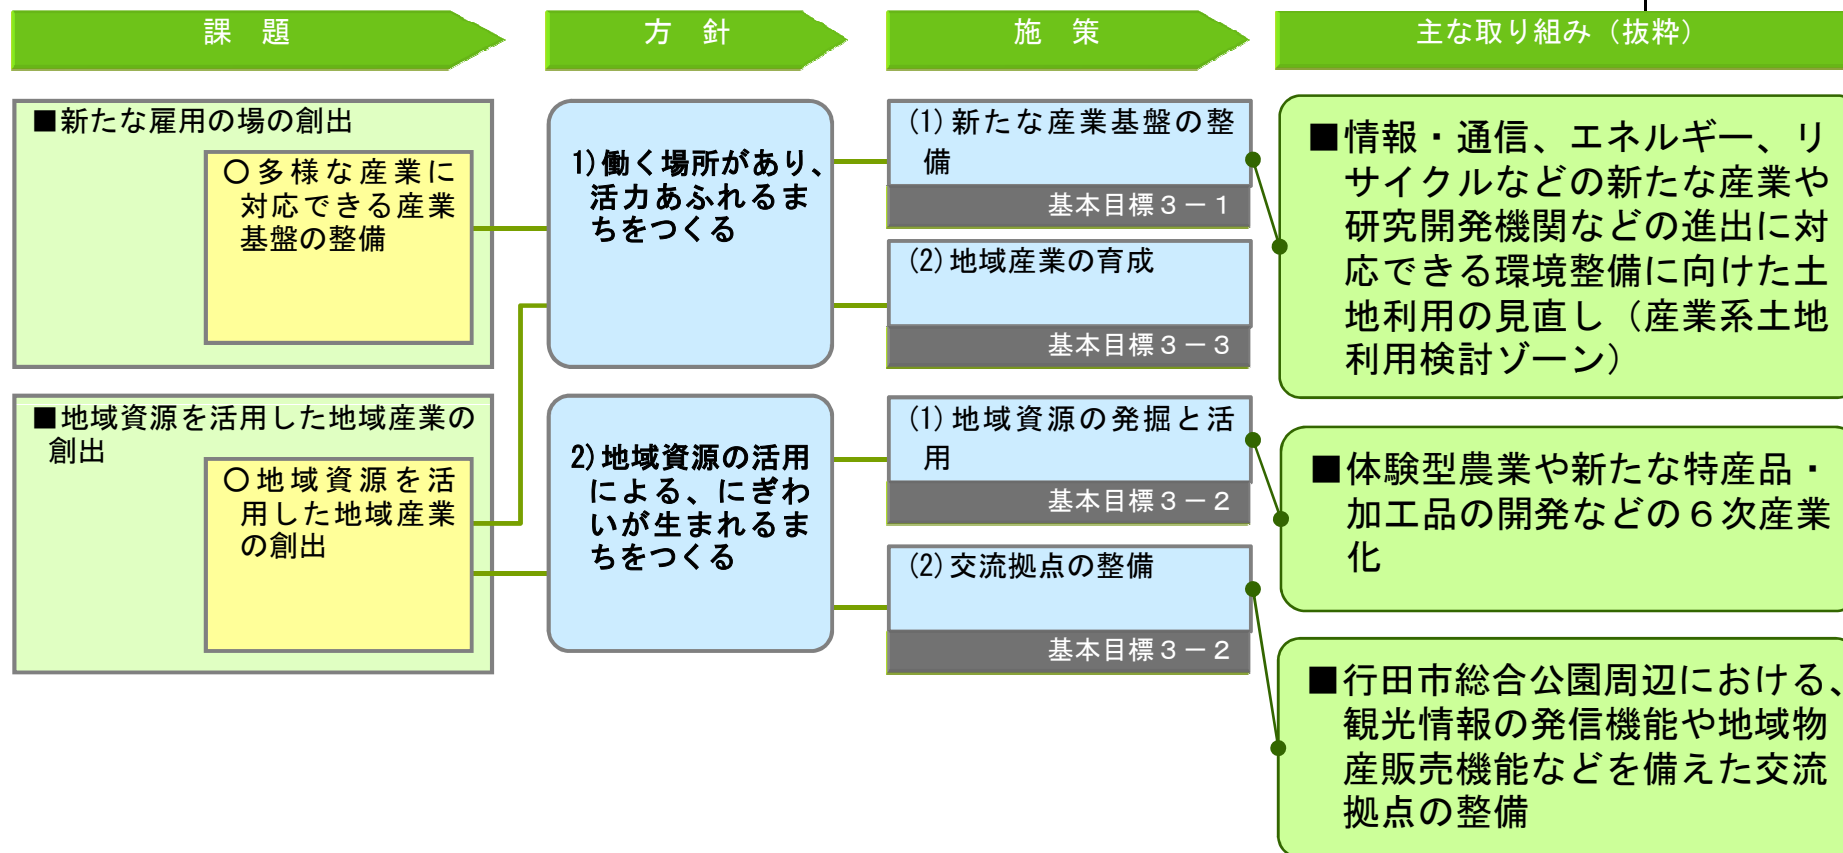 課　題
方　針
施　策
主な取り組み（抜粋）
■新たな雇用の場の創出
〇多様な産業に
対応できる産業
基盤の整備
■地域資源を活用した地域産業の
創出
〇地域資源を活
用した地域産業
の創出
1)働く場所があり、
活力あふれるま
ちをつくる
2)地域資源の活用
による、にぎわ
いが生まれるま
ちをつくる
(1)新たな産業基盤の整
備
基本目標３－１
(2)地域産業の育成
基本目標３－３
(1)地域資源の発掘と活
用
基本目標３－２
(2)交流拠点の整備
基本目標３－２
■情報・通信、エネルギー、リ
サイクルなどの新たな産業や
研究開発機関などの進出に対
応できる環境整備に向けた土
地利用の見直し（産業系土地
利用検討ゾーン）
■体験型農業や新たな特産品・
加工品の開発などの６次産業
化
■行田市総合公園周辺における、
観光情報の発信機能や地域物
産販売機能などを備えた交流
拠点の整備